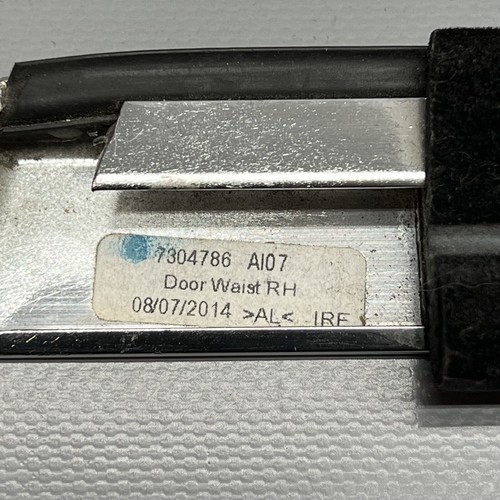 7304786 AI07
Door Waist RH
08/07/2014 >AL< IRF